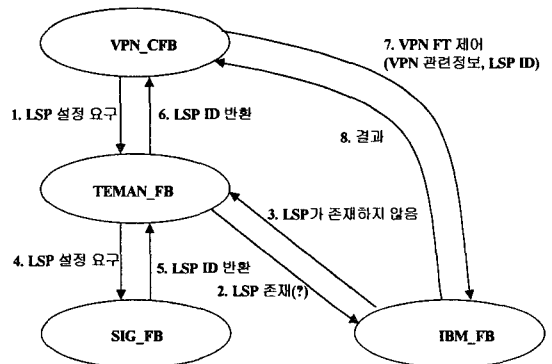 VPN_CFB
7. VPN FT 제어
(VPN 관련정보, LSP ID)
1. LSP 설정 요구
6. LSP ID 반환
8. 결과
TEMAN_FB
3. LSP가 존재하지 않음
4. LSP 설정 요구
5. LSP ID 반환
2. LSP 존재(?)
SIG_FB
IBM_FB